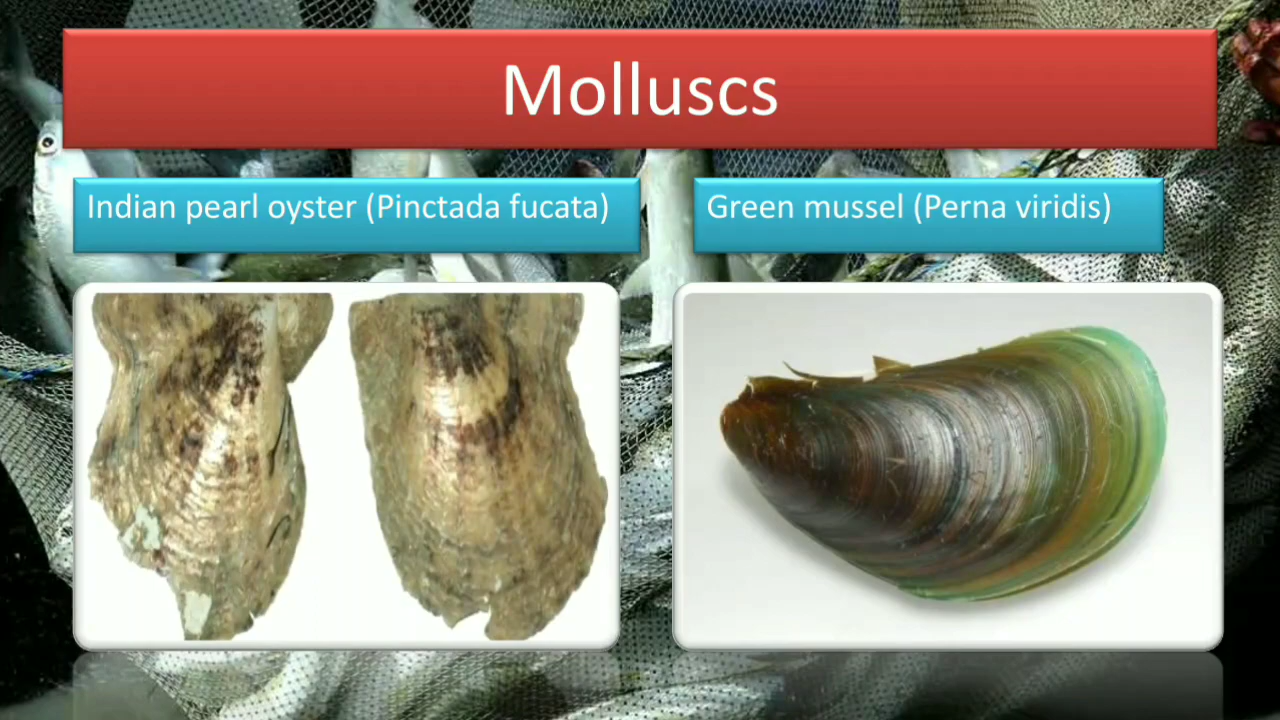 Molluscs
Indian pearl oyster (Pinctada fucata)
Green mussel (Perna viridis)